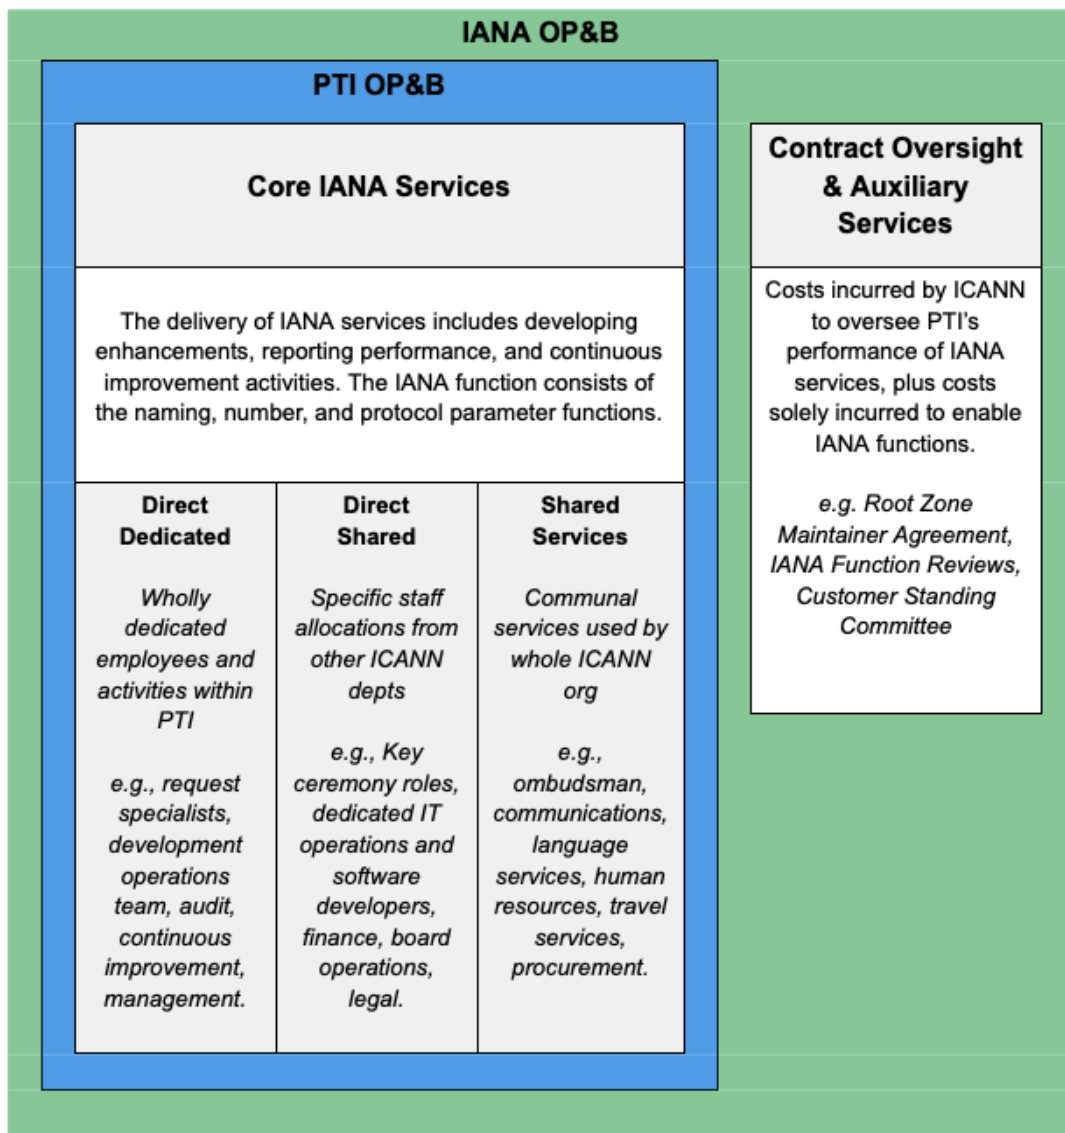 IANA OP&B
PTI OP&B
Core IANA Services
The delivery of IANA services includes developing
enhancements, reporting performance, and continuous
improvement activities. The IANA function consists of
the naming, number, and protocol parameter functions.
Direct
Dedicated
Wholly
dedicated
employees and
activities within
PTI
e.g., request
specialists,
development
operations
team, audit,
continuous
improvement,
management.
Direct
Shared
Specific staff
allocations from
other ICANN
depts
e.g., Key
ceremony roles,
dedicated IT
operations and
software
developers,
finance, board
operations,
legal.
Shared
Services
Communal
services used by
whole ICANN
org
e.g.,
ombudsman,
communications,
language
services, human
resources, travel
services,
procurement.
Contract Oversight
& Auxiliary
Services
Costs incurred by ICANN
to oversee PTI's
performance of IANA
services, plus costs
solely incurred to enable
IANA functions.
e.g. Root Zone
Maintainer Agreement,
IANA Function Reviews,
Customer Standing
Committee